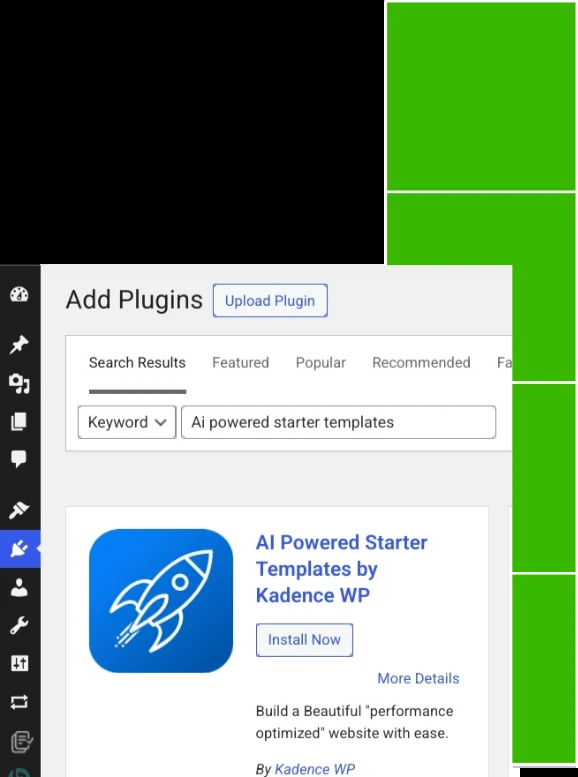 Add Plugins Upload Plugin
Search Results Featured Popular Recommended Fa
Keyword Ai powered starter templates
AI Powered Starter
Templates by
Kadence WP
Install Now
More Details
Build a Beautiful "performance
optimized" website with ease.
By Kadence WP